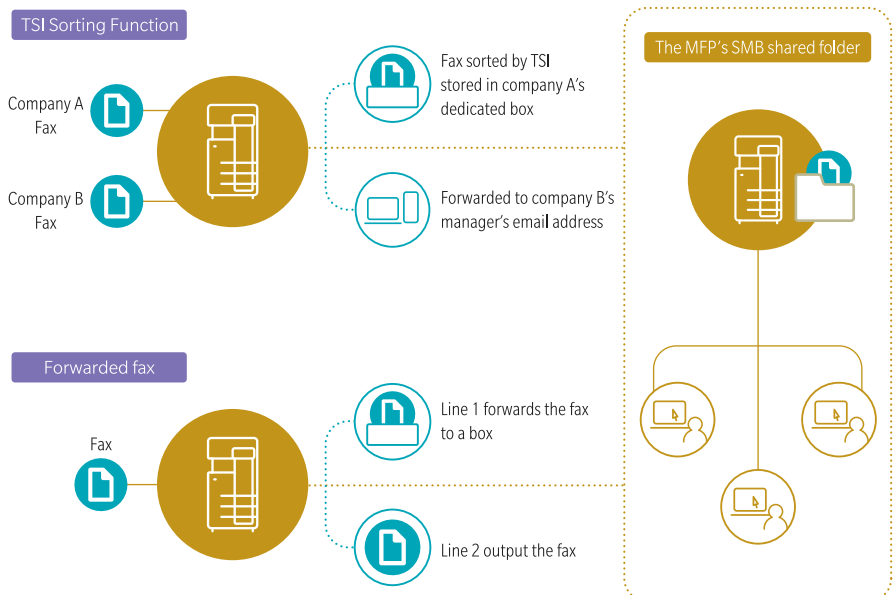 TSI Sorting Function
Company A
Fax
Company B
Fax
Fax sorted by TSI
stored in company A's
dedicated box
Forwarded to company B's
manager's email address
The MFP's SMB shared folder
Forwarded fax
Fax
Line 1 forwards the fax
to a box
Line 2 output the fax